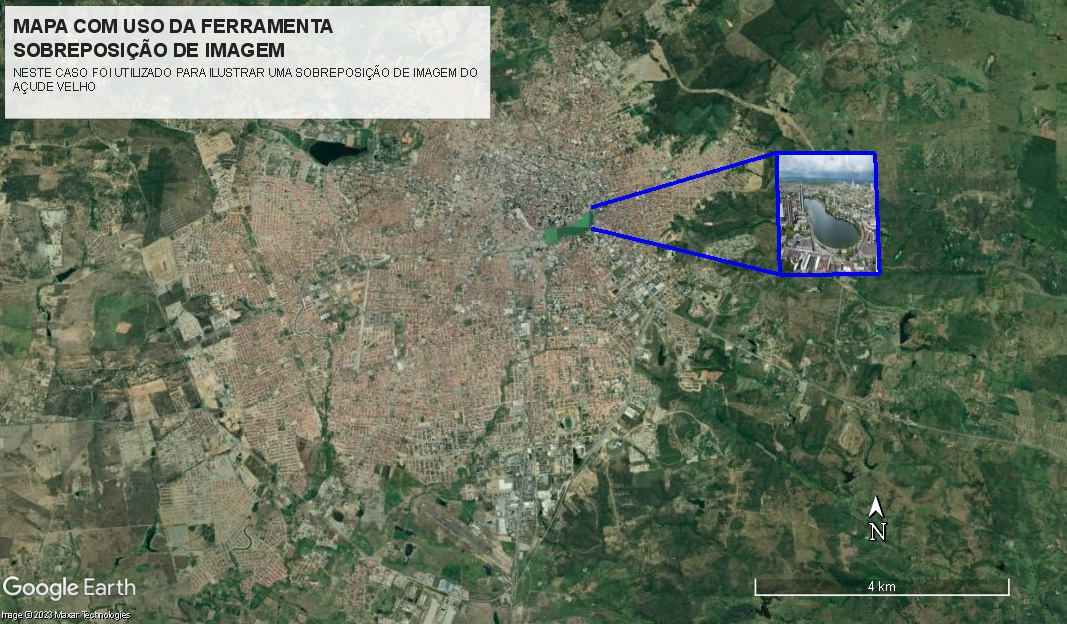 MAPA COM USO DA FERRAMENTA
SOBREPOSIÇÃO DE IMAGEM
NESTE CASO FOI UTILIZADO PARA ILUSTRAR UMA SOBREPOSIÇÃO DE IMAGEM DO
AÇUDE VELHO
N
4 km
Google Earth
Image © 2023 Maxar Technologies